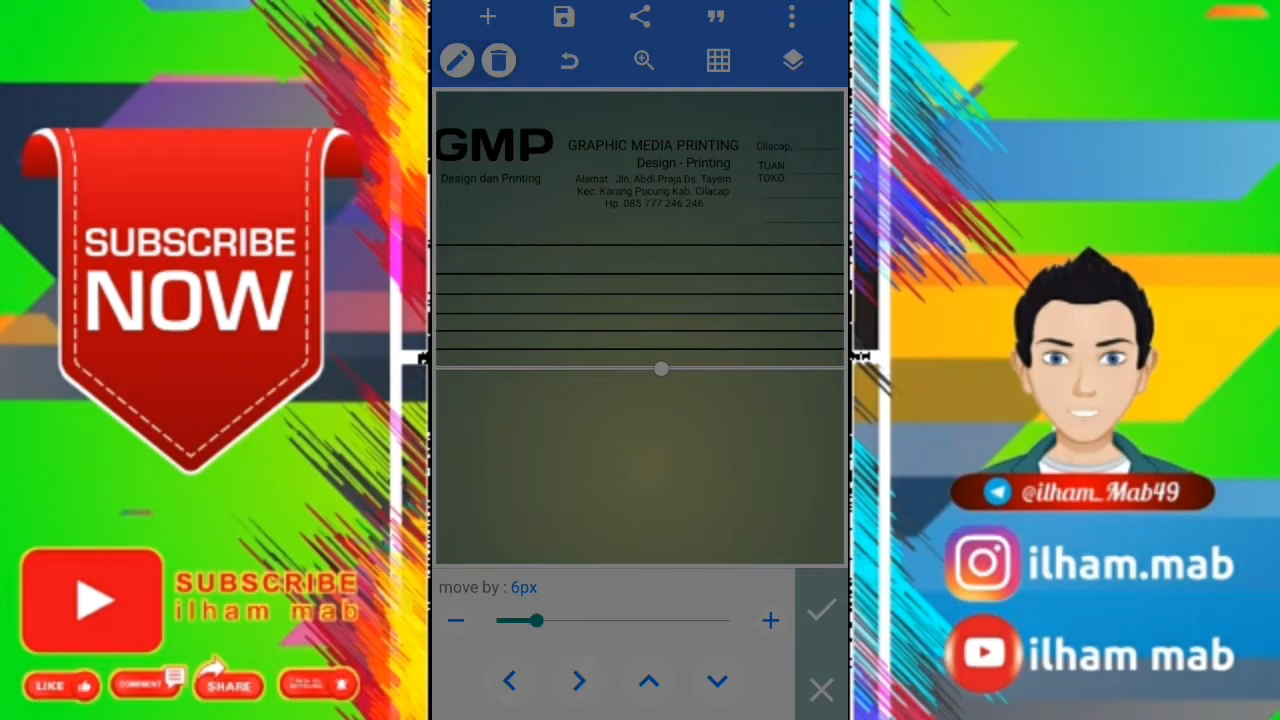 SUBSCRIBE
NOW
SUBSCRIBE
ilham mab
LIKE
COMMENT
SHARE
GMP
Design dan Printing
GRAPHIC MEDIA PRINTING
Design - Printing
Alamat : Jln. Abdi Praja Ds. Tayem
Kec. Karang Pucung Kab. Cilacap
Hp. 085 777 246 246
Cilacap,
TUAN
TOKO
move by : 6px
@ilham_Mab49
ilham.mab
ilham mab